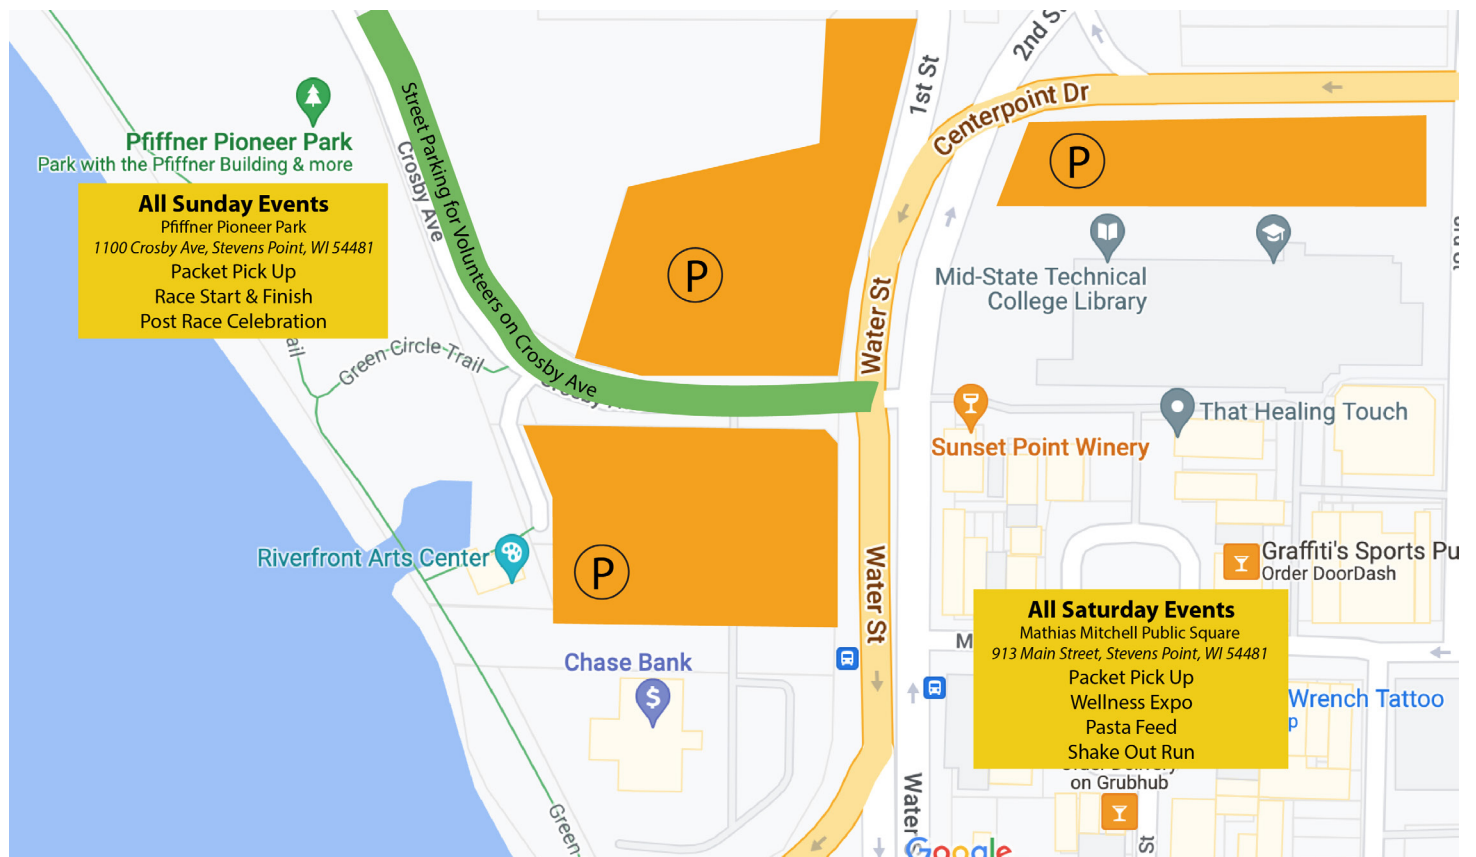 2nd St
1st St
Centerpoint Dr
Street Parking for Volunteers on Crosby Ave
Pfiffner Pioneer Park
Park with the Pfiffner Building & more
Crosby Ave
P
All Sunday Events
Pfiffner Pioneer Park
1100 Crosby Ave, Stevens Point, WI 54481
Packet Pick Up
Race Start & Finish
Post Race Celebration
P
Mid-State Technical
College Library
Water St
Green Circle Trail
That Healing Touch
Sunset Point Winery
Riverfront Arts Center
P
Water St
Graffiti's Sports Pu
Order DoorDash
All Saturday Events
Mathias Mitchell Public Square
913 Main Street, Stevens Point, WI 54481
Packet Pick Up
Wellness Expo
Pasta Feed
Shake Out Run
M
Chase Bank
$
Wrench Tattoo
p
on Grubhub
Water S
Green
St
Google